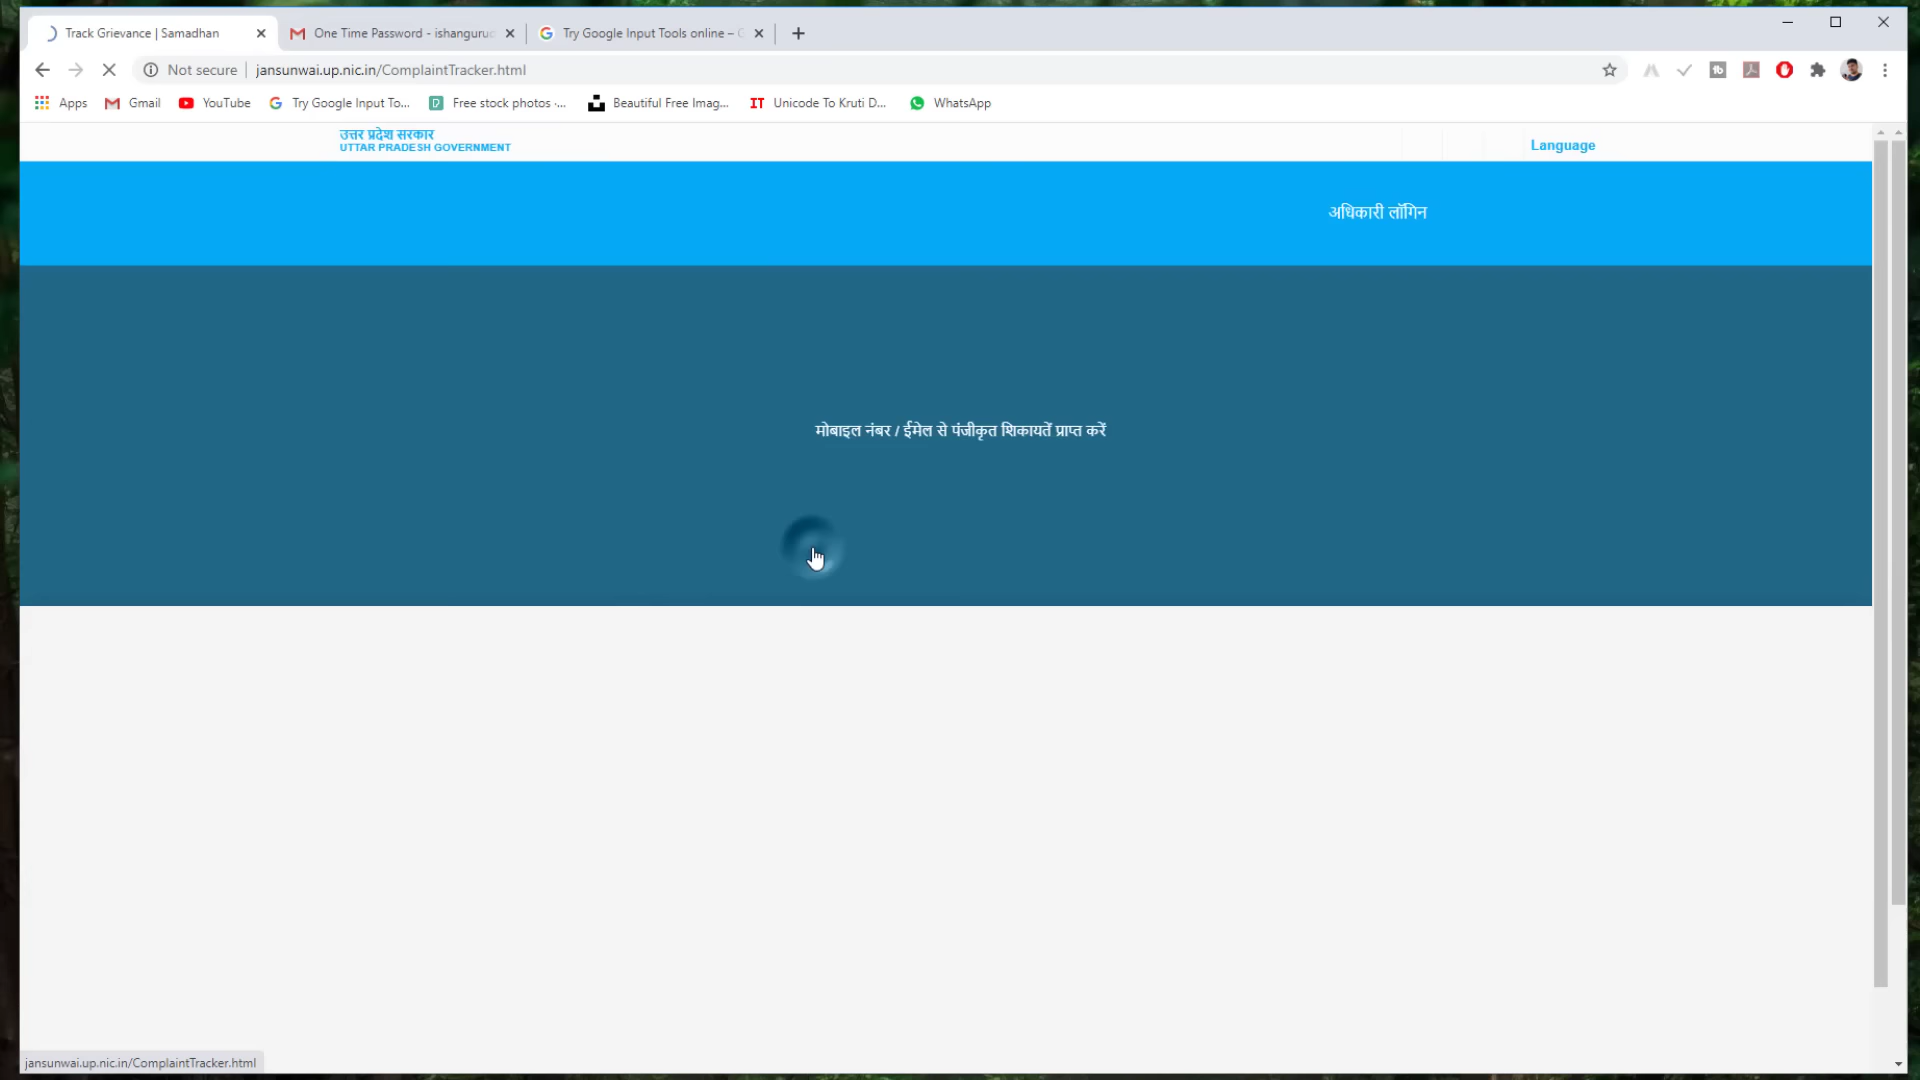 Track Grievance | Samadhan
One Time Password - ishangurud
Try Google Input Tools online – G
Not secure
jansunwai.up.nic.in/ComplaintTracker.html
Apps
Gmail
YouTube
Try Google Input To...
Free stock photos ·...
Beautiful Free Imag...
IT Unicode To Kruti D...
WhatsApp
उत्तर प्रदेश सरकार
UTTAR PRADESH GOVERNMENT
Language
अधिकारी लॉगिन
मोबाइल नंबर / ईमेल से पंजीकृत शिकायतें प्राप्त करें
jansunwai.up.nic.in/ComplaintTracker.html